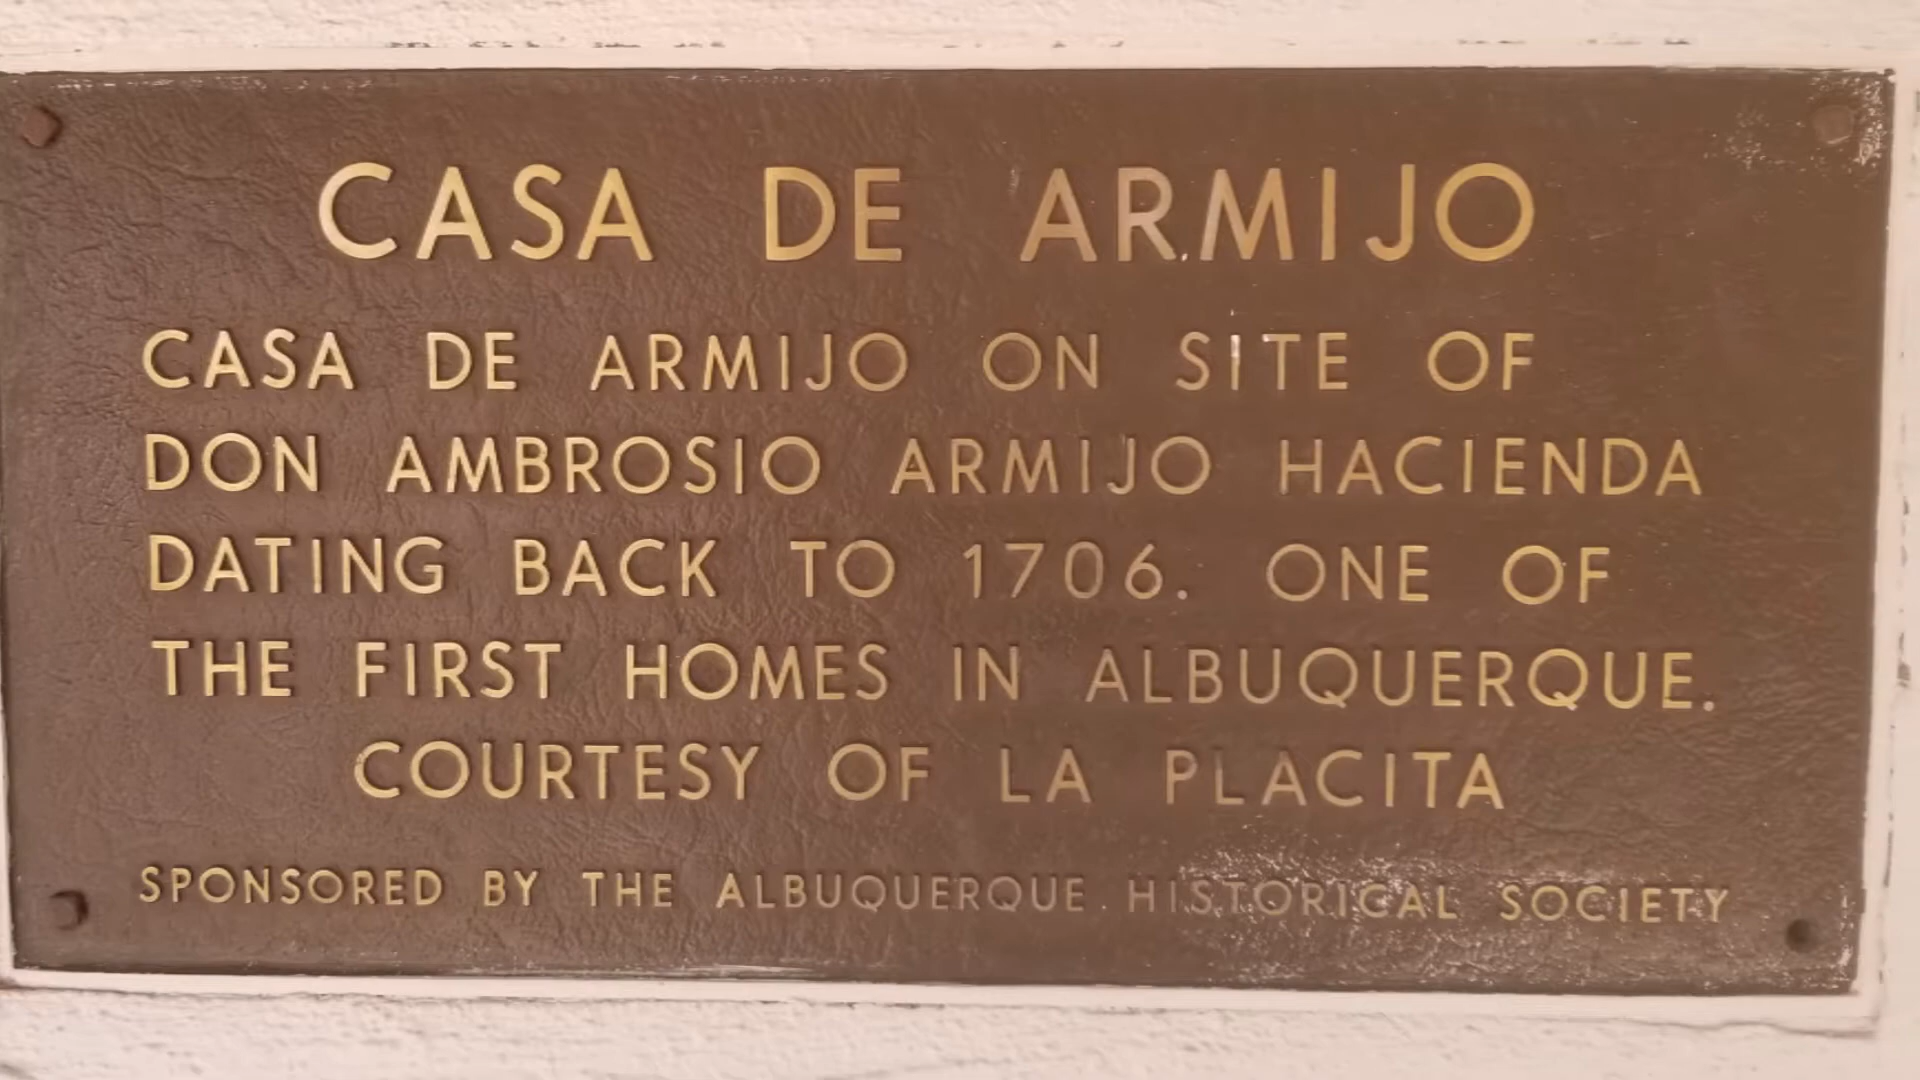 CASA DE ARMIJO
CASA DE ARMIJO ON SITE OF
DON AMBROSIO ARMIJO HACIENDA
DATING BACK TO 1706. ONE OF
THE FIRST HOMES IN ALBUQUERQUE.
COURTESY OF LA PLACITA
SPONSORED BY THE ALBUQUERQUE HISTORICAL SOCIETY